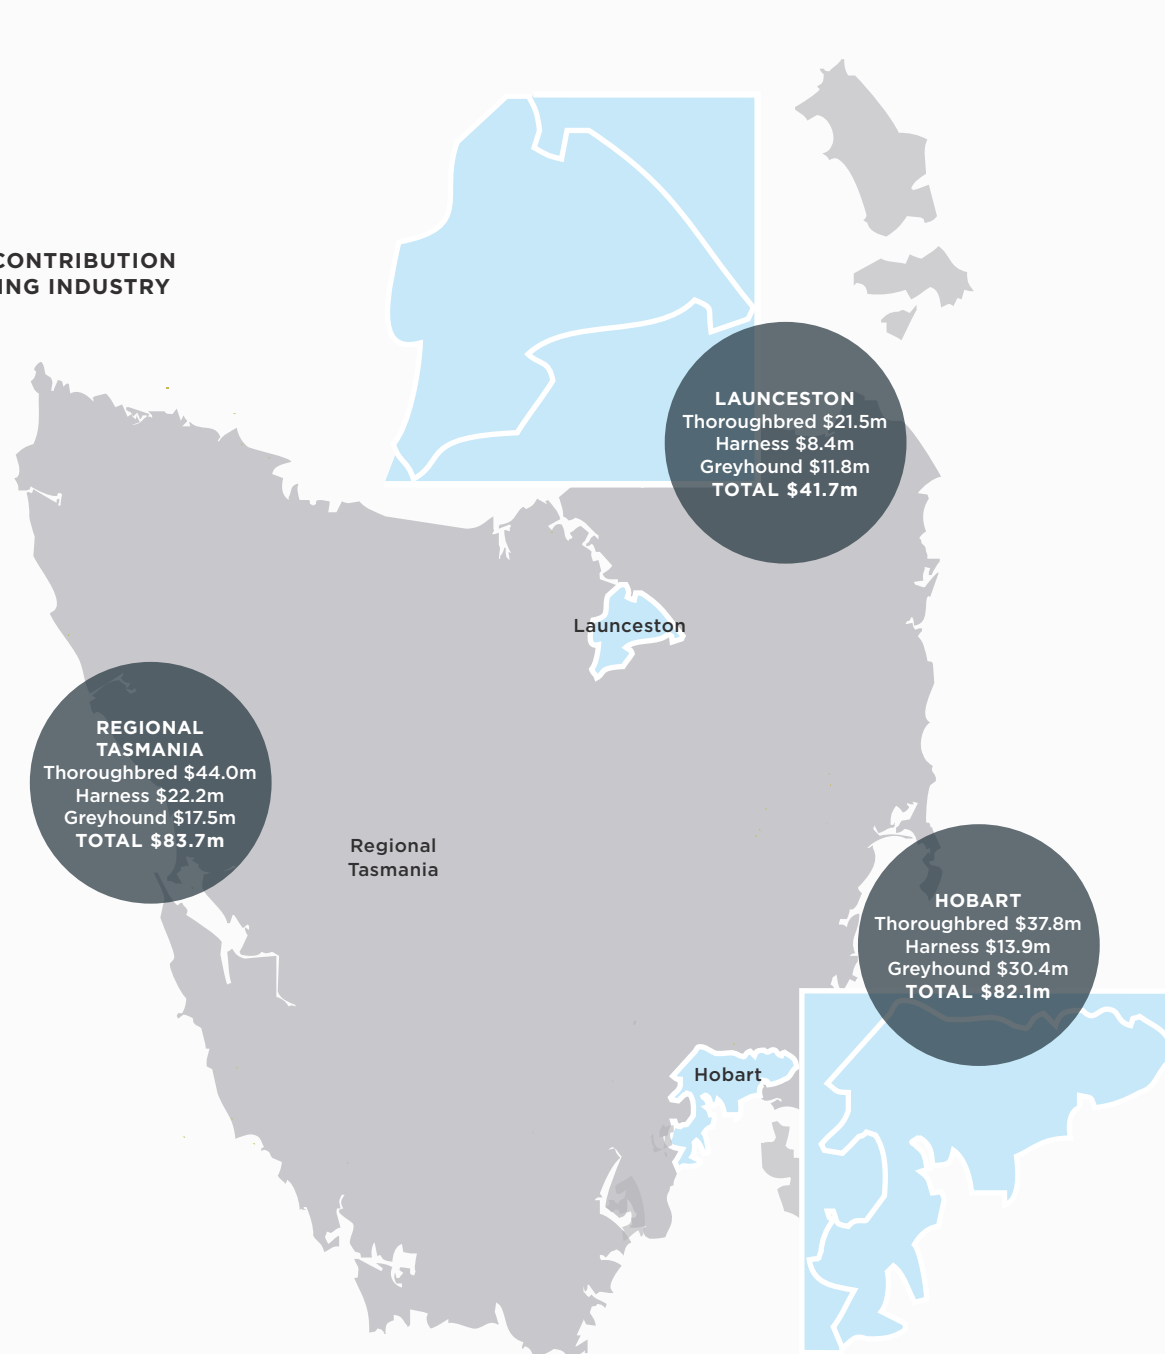 CONTRIBUTION
ING INDUSTRY
LAUNCESTON
Thoroughbred $21.5m
Harness $8.4m
Greyhound $11.8m
TOTAL $41.7m
Launceston
REGIONAL
TASMANIA
Thoroughbred $44.0m
Harness $22.2m
Greyhound $17.5m
TOTAL $83.7m
Regional
Tasmania
HOBART
Thoroughbred $37.8m
Harness $13.9m
Greyhound $30.4m
TOTAL $82.1m
Hobart